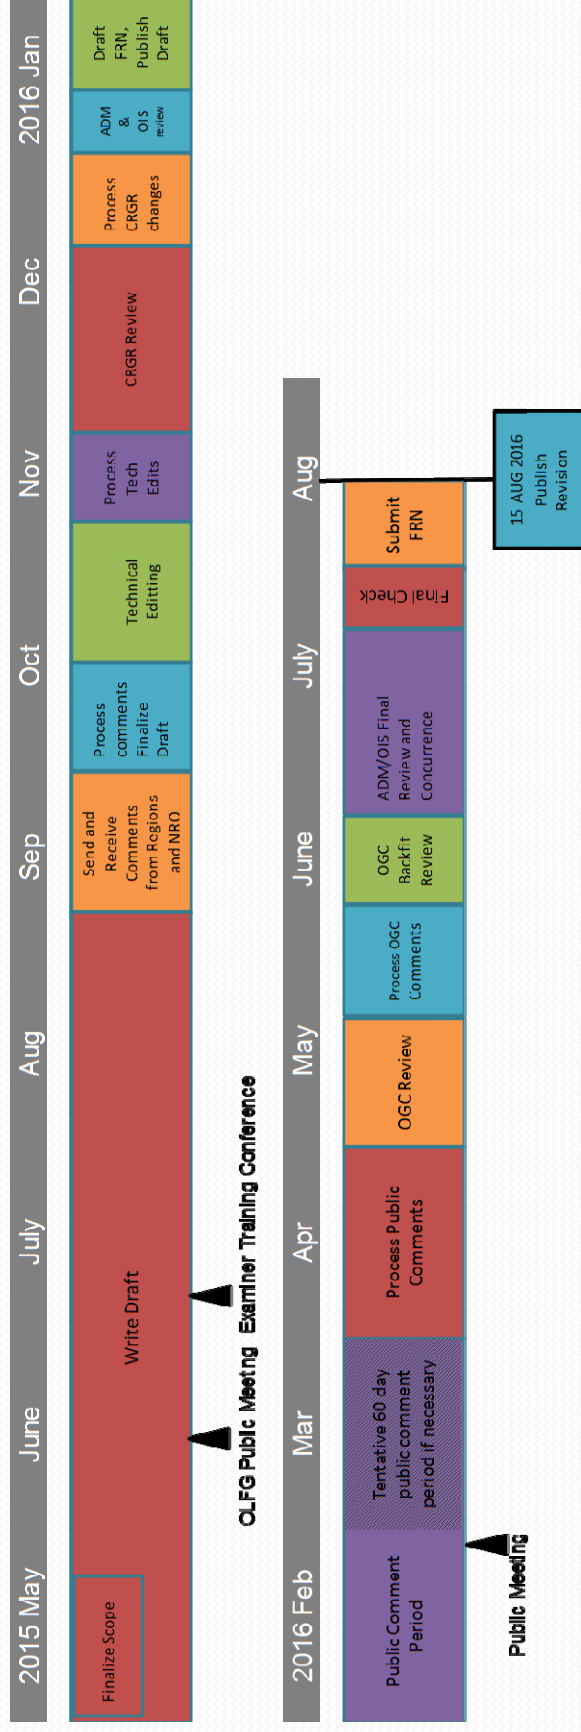 2015 May
June
July
Aug
Sep
Oct
Nov
Dec
2016 Jan
Finalize Scope
Write Draft
Send and
Receive
Comments
from Regions
and NRO
Process
comments
Finalize
Draft
Technical
Editting
Process
Tech
Edits
CRGR Review
Process
CRGR
changes
ADM
&
OIS
review
Draft
FRN,
Publish
Draft
OLFG Public Meeting Examiner Training Conference
2016 Feb
Mar
Apr
May
June
July
Aug
Public Comment
Period
Tentative 60 day
public comment
period if necessary
Process Public
Comments
OGC Review
Process OGC
Comments
OGC
Backfit
Review
ADM/OIS Final
Review and
Concurrence
Final Check
Submit
FRN
Public Meeting
15 AUG 2016
Publish
Revision